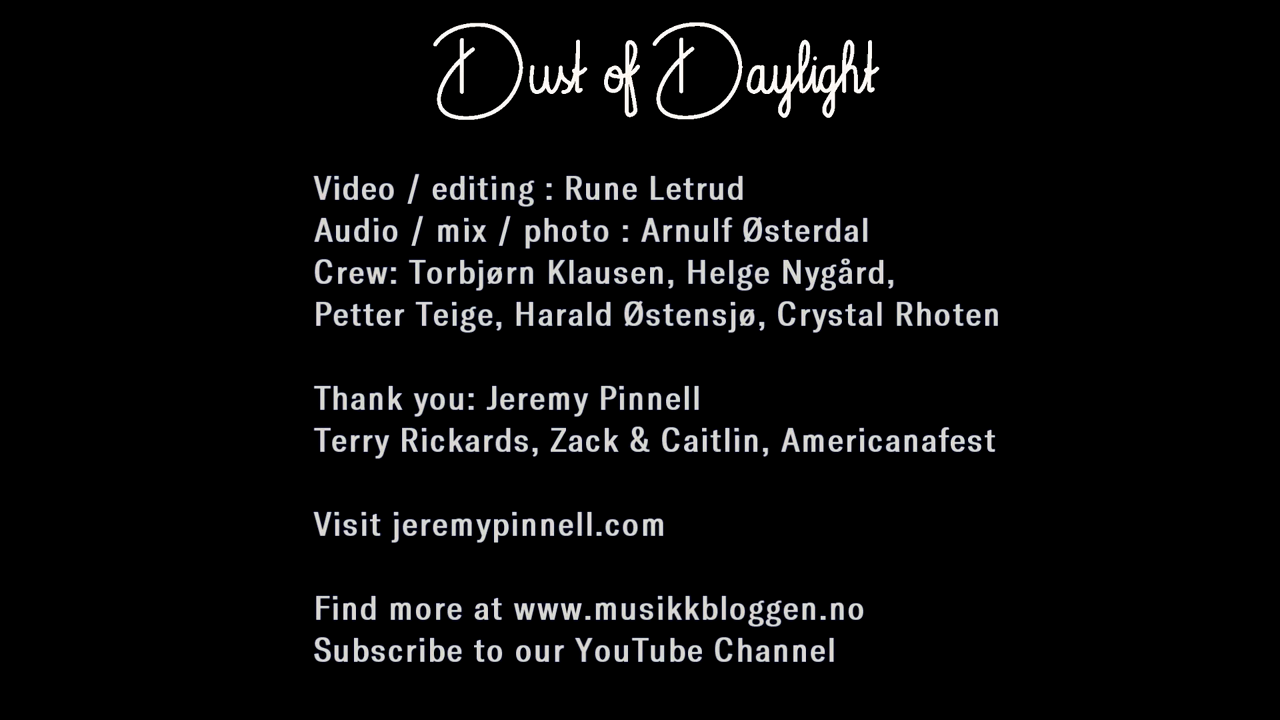 Dust of Daylight
Video / editing : Rune Letrud
Audio / mix / photo : Arnulf Østerdal
Crew: Torbjørn Klausen, Helge Nygård,
Petter Teige, Harald Østensjø, Crystal Rhoten
Thank you: Jeremy Pinnell
Terry Rickards, Zack & Caitlin, Americanafest
Visit jeremypinnell.com
Find more at www.musikkbloggen.no
Subscribe to our YouTube Channel